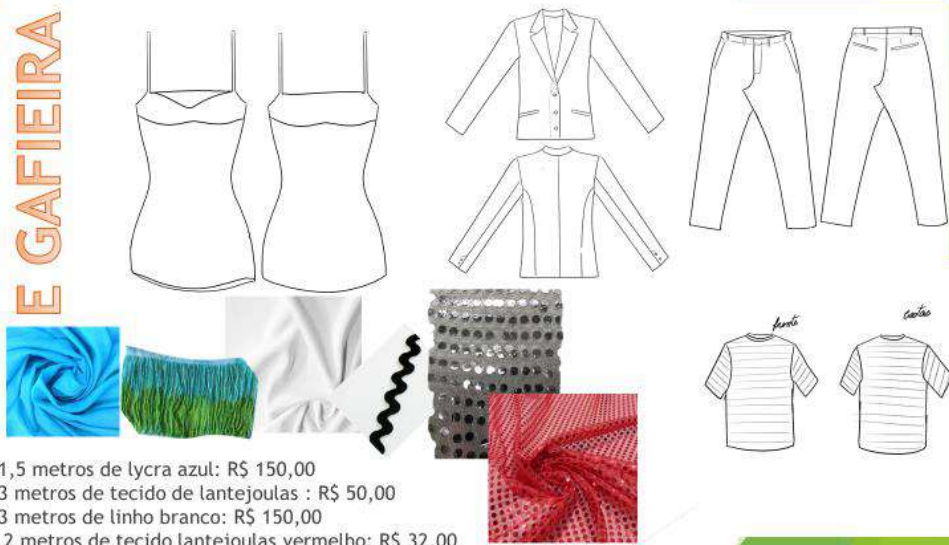 E GAFIEIRA
frente
costas
1,5 metros de lycra azul: R$ 150,00
3 metros de tecido de lantejoulas : R$ 50,00
3 metros de linho branco: R$ 150,00
2 metros de tecido lantejoulas vermelho: R$ 32,00